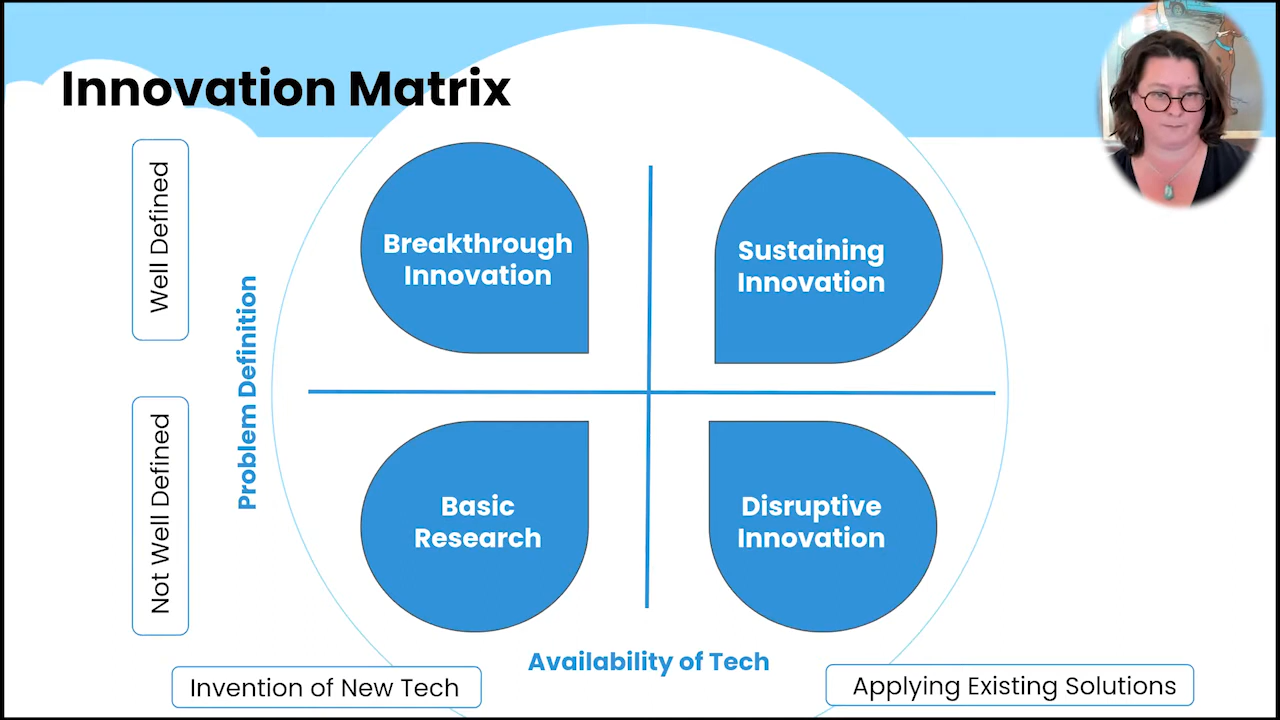 Innovation Matrix
Well Defined
Breakthrough
Innovation
Sustaining
Innovation
Problem Definition
Not Well Defined
Basic
Research
Disruptive
Innovation
Availability of Tech
Invention of New Tech
Applying Existing Solutions